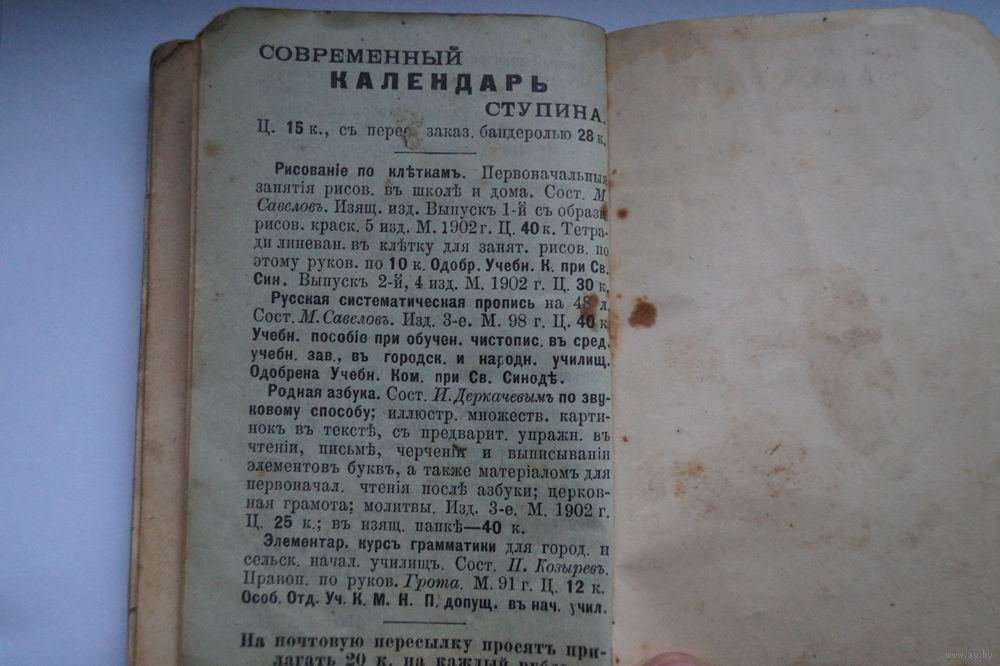 СОВРЕМЕННЫЙ
КАЛЕНДАРЬ
СТУПИНА.
Ц. 15 к., съ перес. заказ. бандеролью 28 к.
Рисованіе по клѣткамъ. Первоначальныя
занятія рисов. въ школѣ и дома. Сост. М.
Савеловъ. Изящ. изд. Выпускъ 1-й съ образц.
рисов. краск. 5 изд. М. 1902 г. Ц. 40 к. Тетра-
ди линеван. въ клѣтку для занят. рисов. по
этому руков. по 10 к. Одобр. Учебн. К. при Св.
Син. Выпускъ 2-й, 4 изд. М. 1902 г. Ц. 30 к.
Русская систематическая пропись на 48 л.
Сост. М. Савеловъ. Изд. 3-е. М. 98 г. Ц. 40 к.
Учебн. пособіе при обучен. чистопис. въ сред.
учебн. зав., въ городск. и народн. училищ.
Одобрена Учебн. Ком. при Св. Синодѣ.
Родная азбука. Сост. И. Деркачевымъ по зву-
ковому способу; иллюстр. множеств. карти-
нокъ въ текстѣ, съ предварит. упражн. въ
чтеніи, письмѣ, черченіи и выписываніи
элементовъ буквъ, а также матеріаломъ для
первоначал. чтенія послѣ азбуки; церков-
ная грамота; молитвы. Изд. 3-е. М. 1902 г.
Ц. 25 к.; въ изящ. папкѣ—40 к.
Элементар. курсъ грамматики для город. и
сельск. начал. училищъ. Сост. П. Козыревъ.
Правоп. по руков. Грота. М. 91 г. Ц. 12 к.
Особ. Отд. Уч. К. М. Н. П. допущ. въ нач. учил.
На почтовую пересылку просятъ при-
лагать 20 к. на каждый
www.ay.by